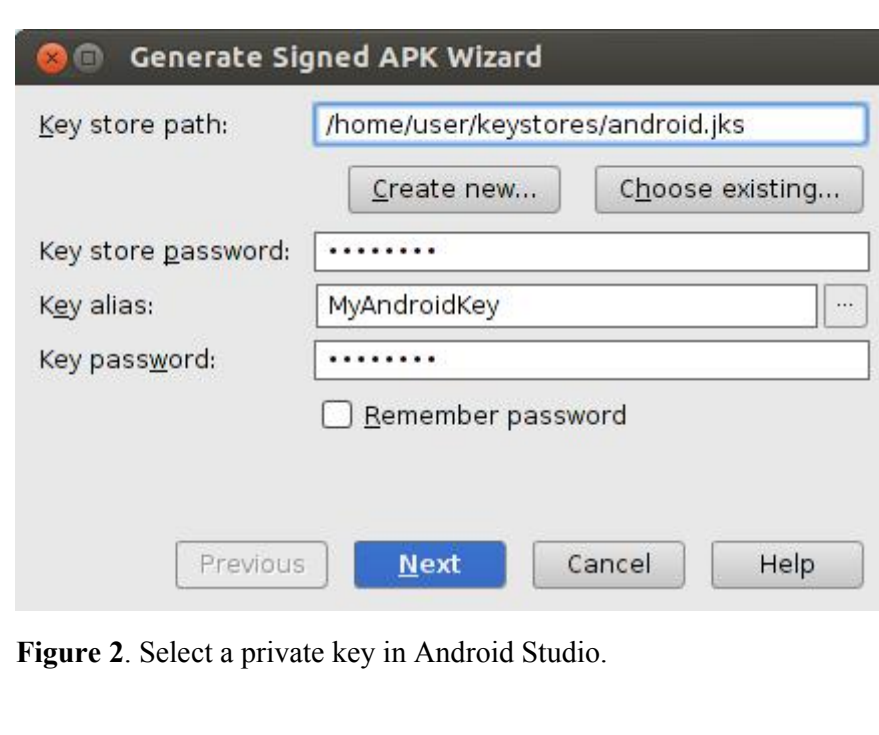 Generate Signed APK Wizard
Key store path: /home/user/keystores/android.jks
Create new... Choose existing...
Key store password: ••••••••
Key alias: MyAndroidKey ...
Key password: ••••••••
Remember password
Previous Next Cancel Help
Figure 2. Select a private key in Android Studio.